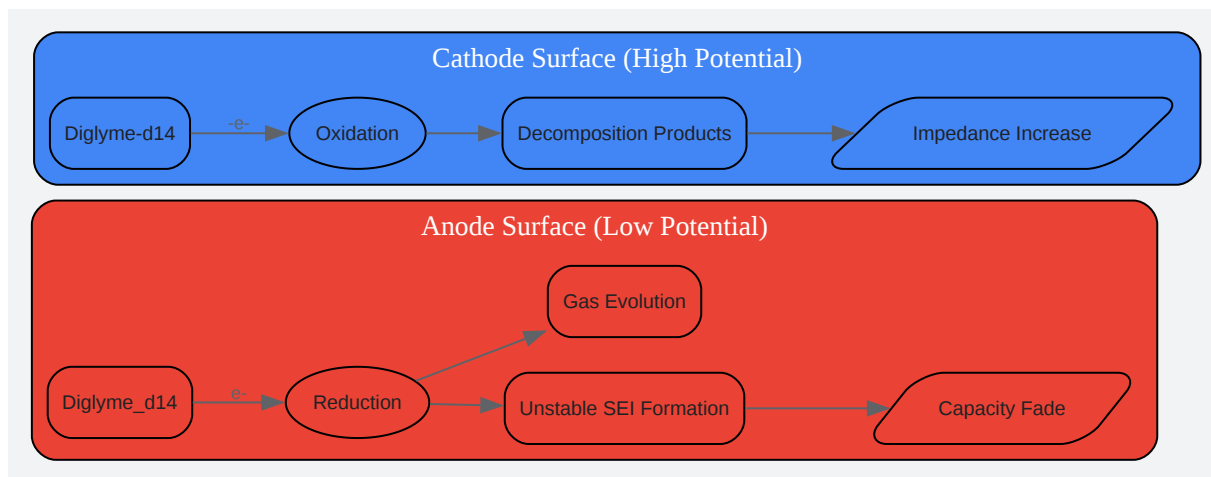 Cathode Surface (High Potential)
Diglyme-d14
-e-
Oxidation
Decomposition Products
Impedance Increase
Anode Surface (Low Potential)
Gas Evolution
Diglyme_d14
e-
Reduction
Unstable SEI Formation
Capacity Fade